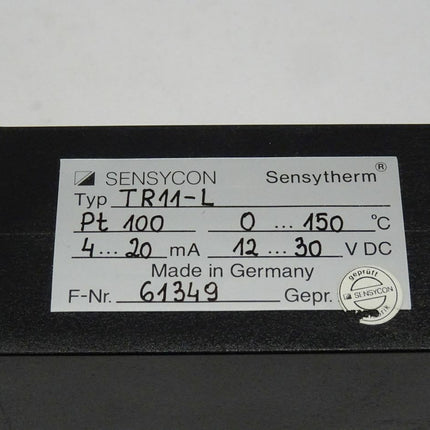 SENSYCON Sensytherm®
Typ TR11-L
Pt 100 0 ... 150 °C
4 ... 20 mA 12 ... 30 V DC
Made in Germany
F-Nr. 61349 Gepr.
geprüft
SENSYCON